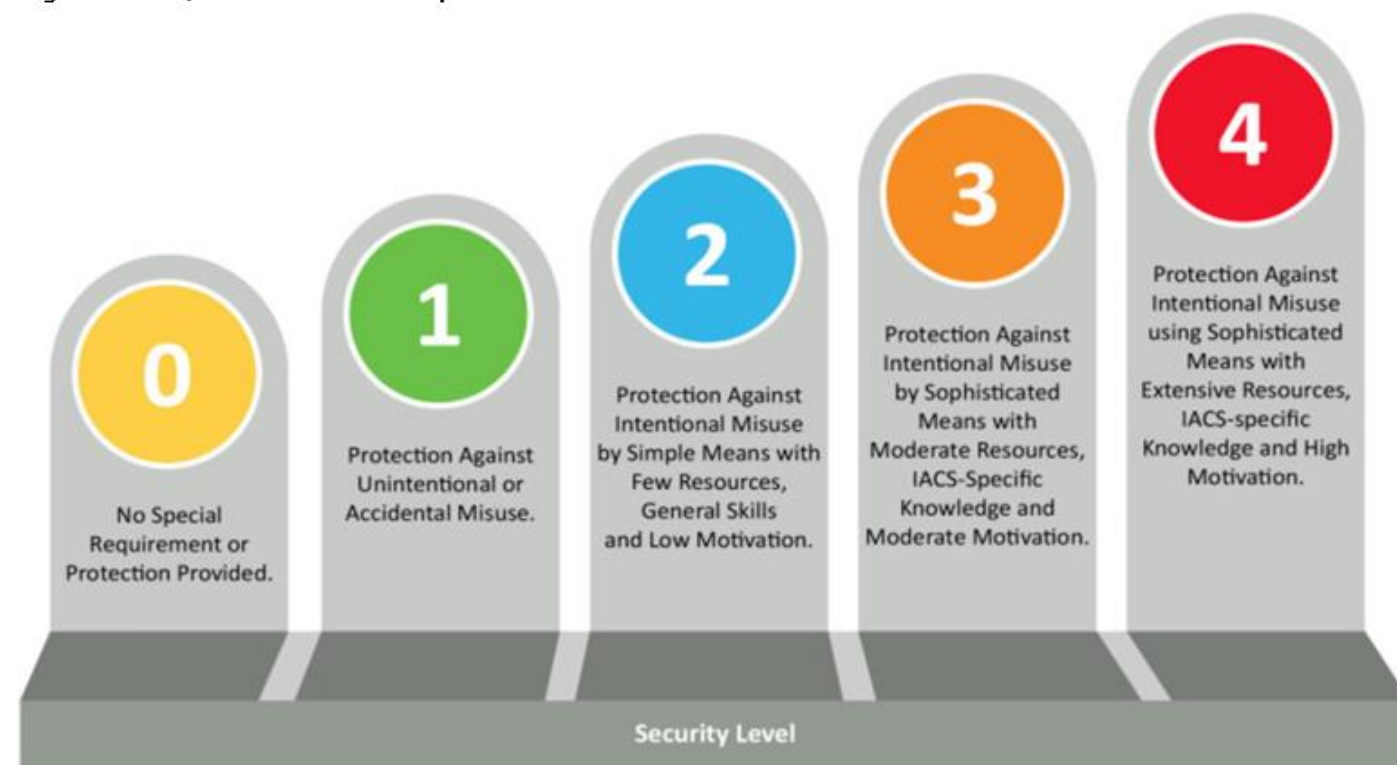 0
No Special
Requirement or
Protection Provided.
1
Protection Against
Unintentional or
Accidental Misuse.
2
Protection Against
Intentional Misuse
by Simple Means with
Few Resources,
General Skills
and Low Motivation.
3
Protection Against
Intentional Misuse
by Sophisticated
Means with
Moderate Resources,
IACS-Specific
Knowledge and
Moderate Motivation.
4
Protection Against
Intentional Misuse
using Sophisticated
Means with
Extensive Resources,
IACS-specific
Knowledge and High
Motivation.
Security Level